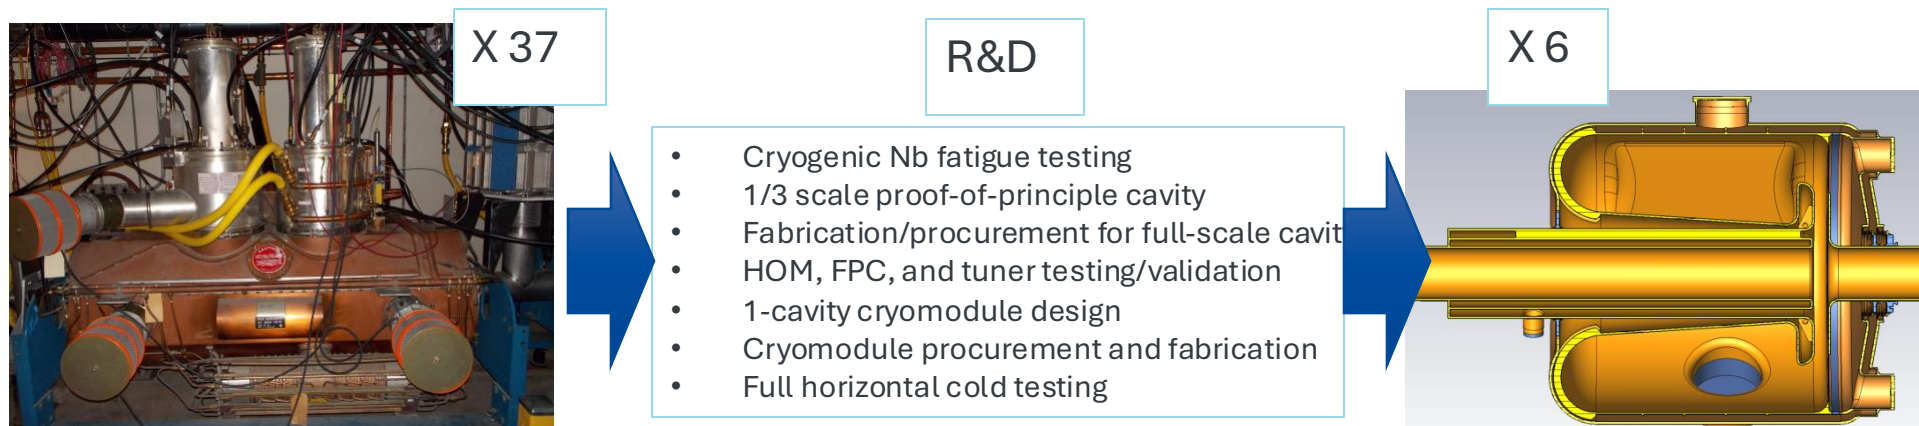 X 37
R&D
X 6
• Cryogenic Nb fatigue testing
• 1/3 scale proof-of-principle cavity
• Fabrication/procurement for full-scale cavit
• HOM, FPC, and tuner testing/validation
• 1-cavity cryomodule design
• Cryomodule procurement and fabrication
• Full horizontal cold testing